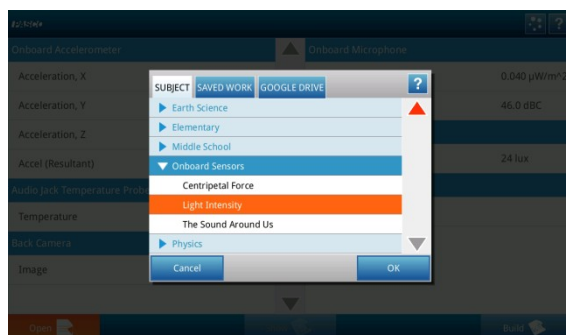 Onboard Accelerometer
Onboard Microphone
Acceleration, X
0.040 µW/m^2
Acceleration, Y
46.0 dBC
Acceleration, Z
Accel (Resultant)
24 lux
Audio Jack Temperature Probe
Temperature
Back Camera
Image
Open
Build
?
SUBJECT SAVED WORK GOOGLE DRIVE ?
Earth Science
Elementary
Middle School
Onboard Sensors
Centripetal Force
Light Intensity
The Sound Around Us
Physics
Cancel OK